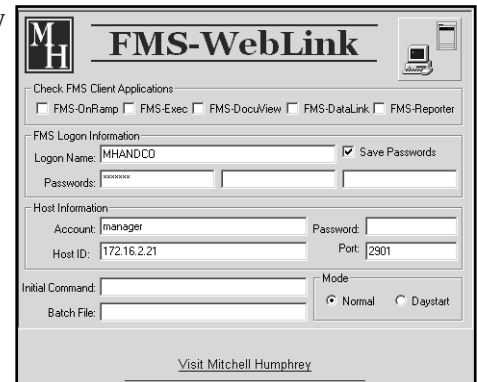 y
MH FMS-WebLink
Check FMS Client Applications
FMS-OnRamp FMS-Exec FMS-DocuView FMS-DataLink FMS-Reporter
FMS Logon Information
Logon Name: MHANDCO Save Passwords
Passwords: *******
Host Information
Account: manager Password:
Host ID: 172.16.2.21 Port: 2901
Initial Command:
Batch File:
Mode
Normal Daystart
Visit Mitchell Humphrey